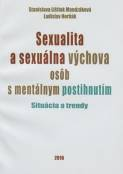 Stanislava Lištiak Mandzáková
Ladislav Horňák
Sexualita
a sexuálna výchova
osôb
s mentálnym postihnutím
Situácia a trendy
2010